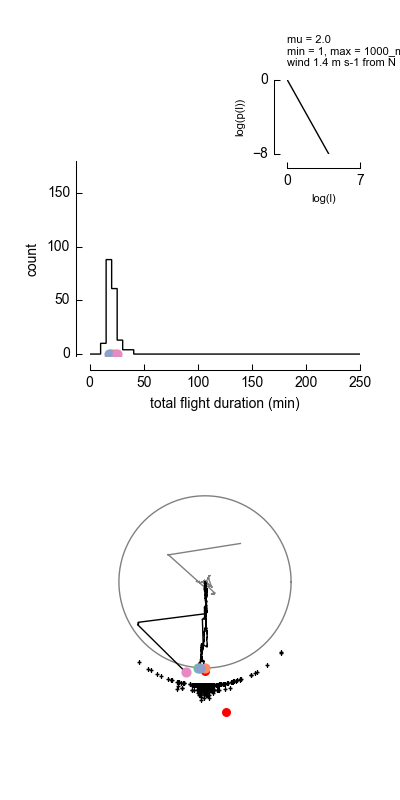 mu = 2.0
min = 1, max = 1000
wind 1.4 m s-1 from N
0
log(p(l))
−8
0
7
log(l)
150
100
50
0
count
0
50
100
150
200
250
total flight duration (min)